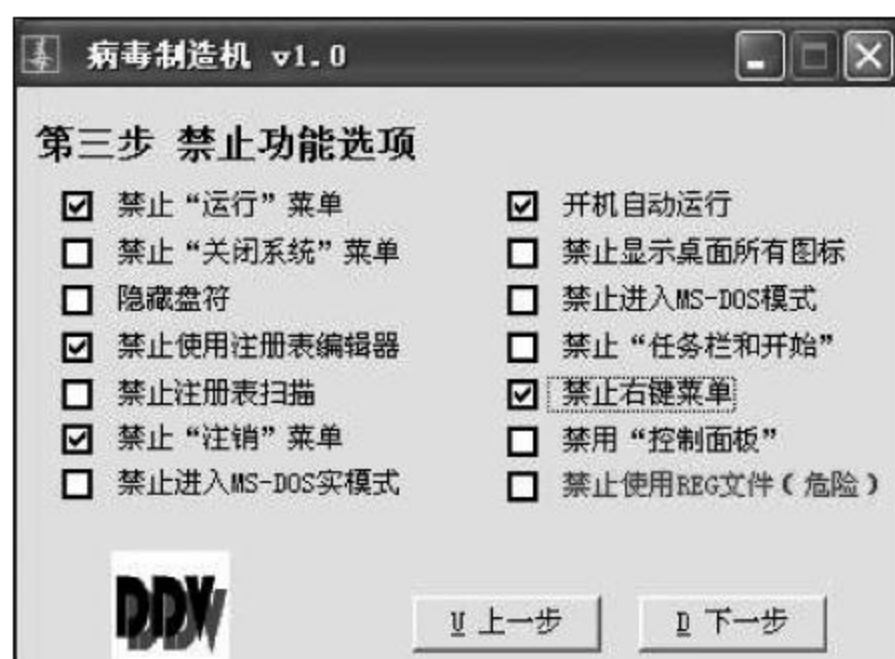 病毒制造机 v1.0
第三步 禁止功能选项
禁止“运行”菜单
禁止“关闭系统”菜单
隐藏盘符
禁止使用注册表编辑器
禁止注册表扫描
禁止“注销”菜单
禁止进入MS-DOS实模式
开机自动运行
禁止显示桌面所有图标
禁止进入MS-DOS模式
禁止“任务栏和开始”
禁止右键菜单
禁用“控制面板”
禁止使用REG文件(危险)
DDV
U 上一步
D 下一步